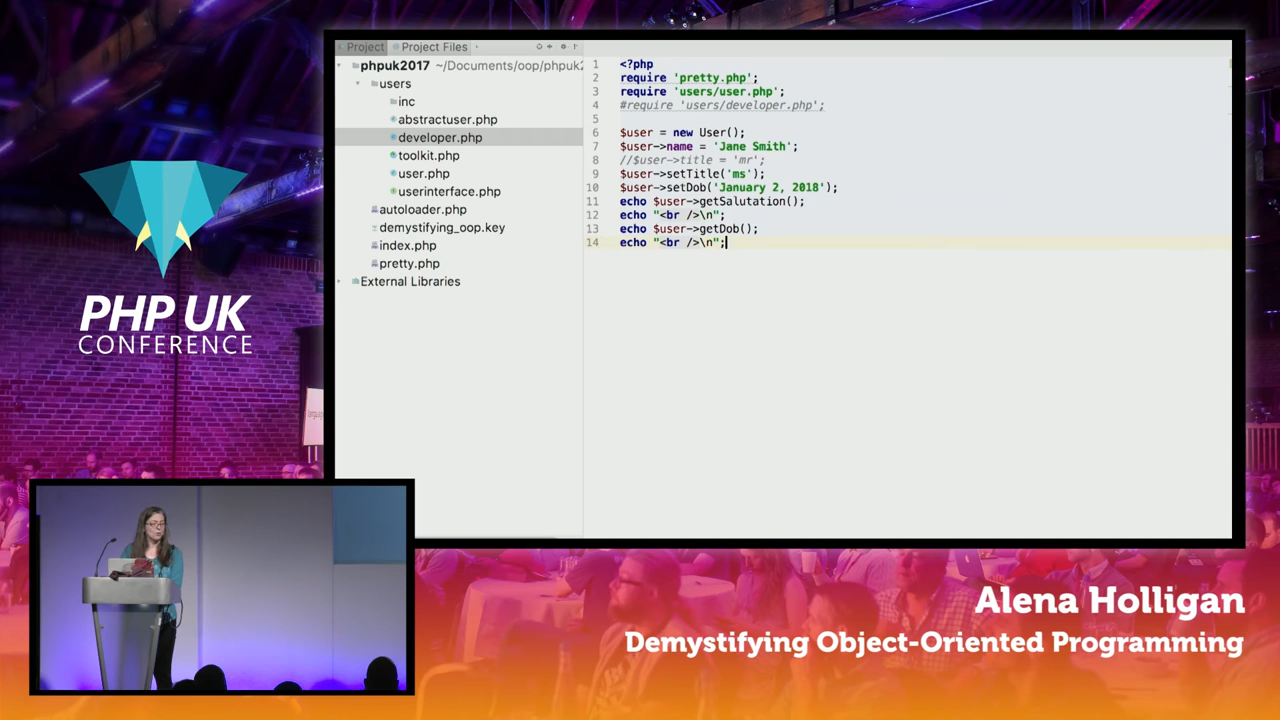 PHP UK
CONFERENCE
Project
Project Files
phpuk2017 ~/Documents/oop/phpuk2
users
inc
abstractuser.php
developer.php
toolkit.php
user.php
userinterface.php
autoloader.php
demystifying_oop.key
index.php
pretty.php
External Libraries
1 <?php
2 require 'pretty.php';
3 require 'users/user.php';
4 #require 'users/developer.php';
5
6 $user = new User();
7 $user->name = 'Jane Smith';
8 //$user->title = 'mr';
9 $user->setTitle('ms');
10 $user->setDob('January 2, 2018');
11 echo $user->getSalutation();
12 echo "<br />\n";
13 echo $user->getDob();
14 echo "<br />\n";
Alena Holligan
Demystifying Object-Oriented Programming